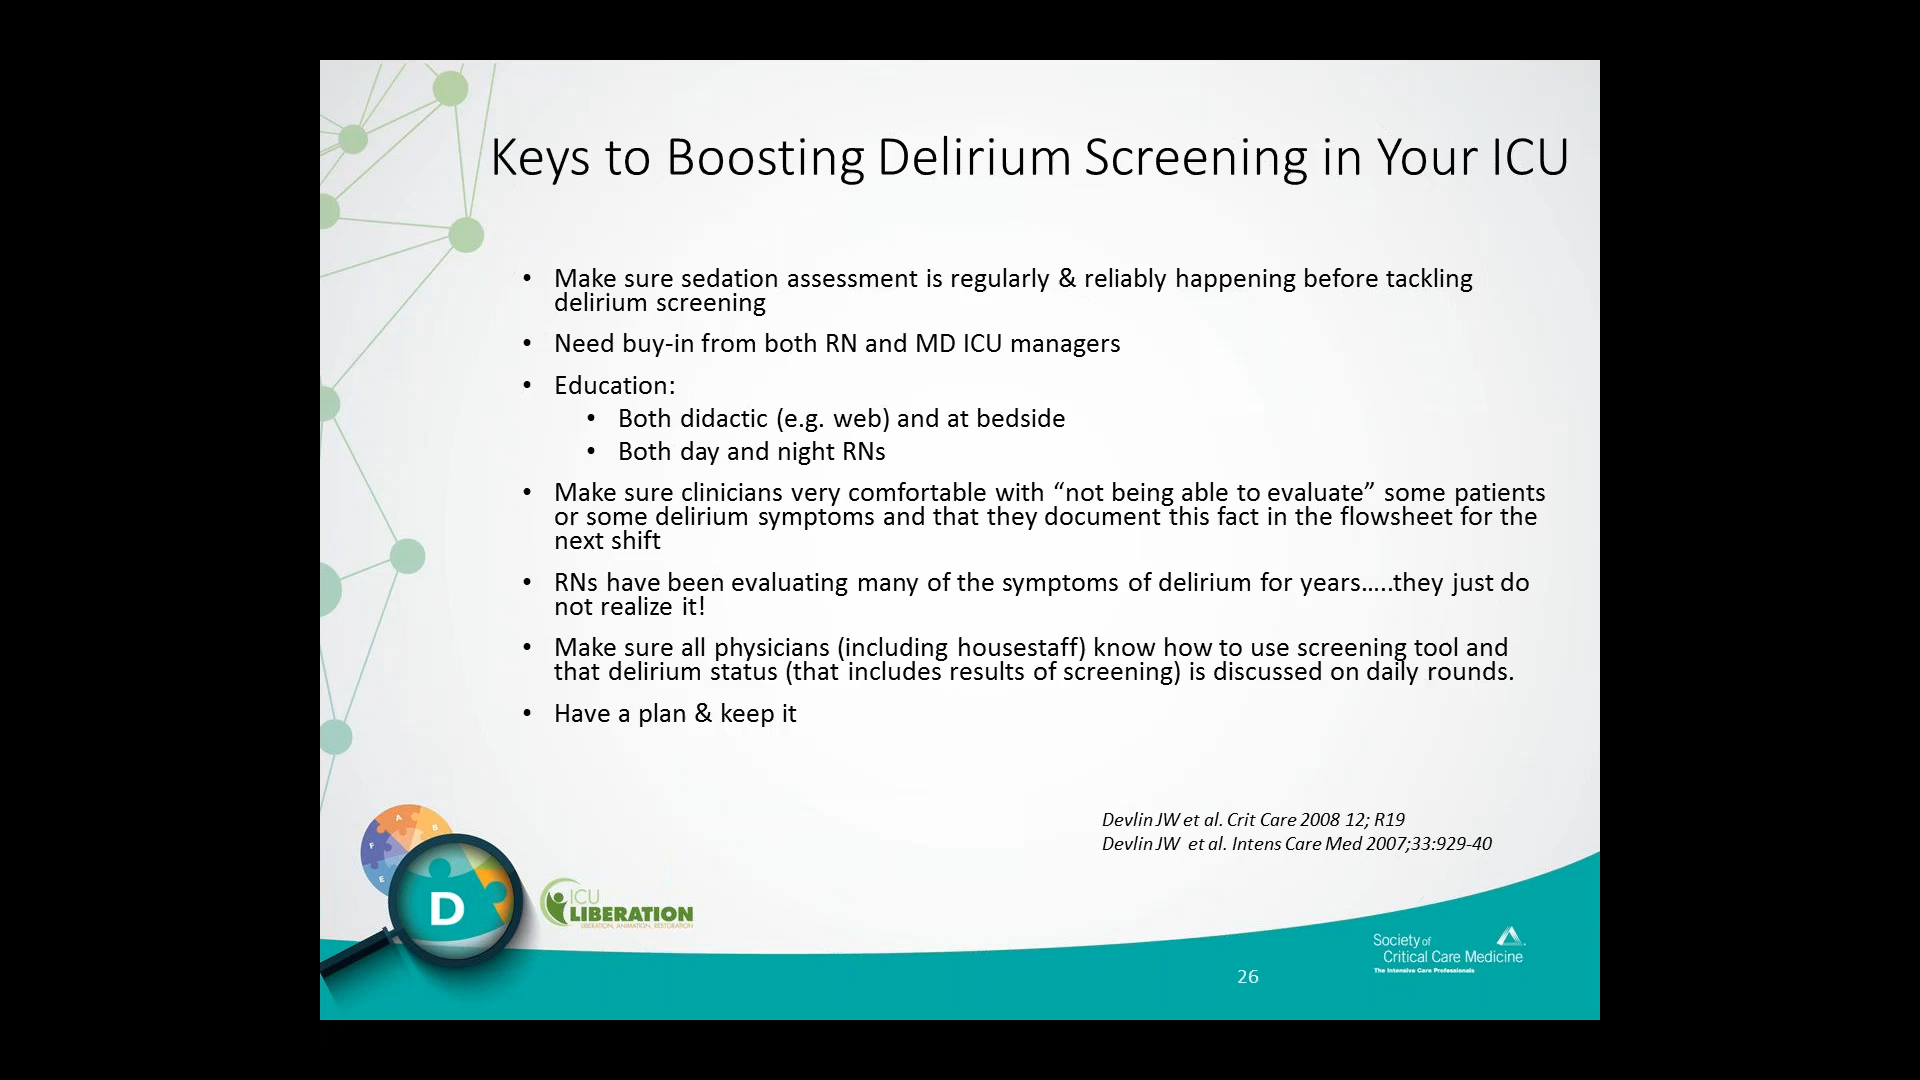 Keys to Boosting Delirium Screening in Your ICU
• Make sure sedation assessment is regularly & reliably happening before tackling
delirium screening
• Need buy-in from both RN and MD ICU managers
• Education:
• Both didactic (e.g. web) and at bedside
• Both day and night RNs
• Make sure clinicians very comfortable with “not being able to evaluate” some patients
or some delirium symptoms and that they document this fact in the flowsheet for the
next shift
• RNs have been evaluating many of the symptoms of delirium for years…..they just do
not realize it!
• Make sure all physicians (including housestaff) know how to use screening tool and
that delirium status (that includes results of screening) is discussed on daily rounds.
• Have a plan & keep it
Devlin JW et al. Crit Care 2008 12; R19
Devlin JW et al. Intens Care Med 2007;33:929-40
A
B
F
E
D
ICU
LIBERATION
LIBERATION, ANIMATION, RESTORATION
Society of
Critical Care Medicine
The Intensive Care Professionals
26